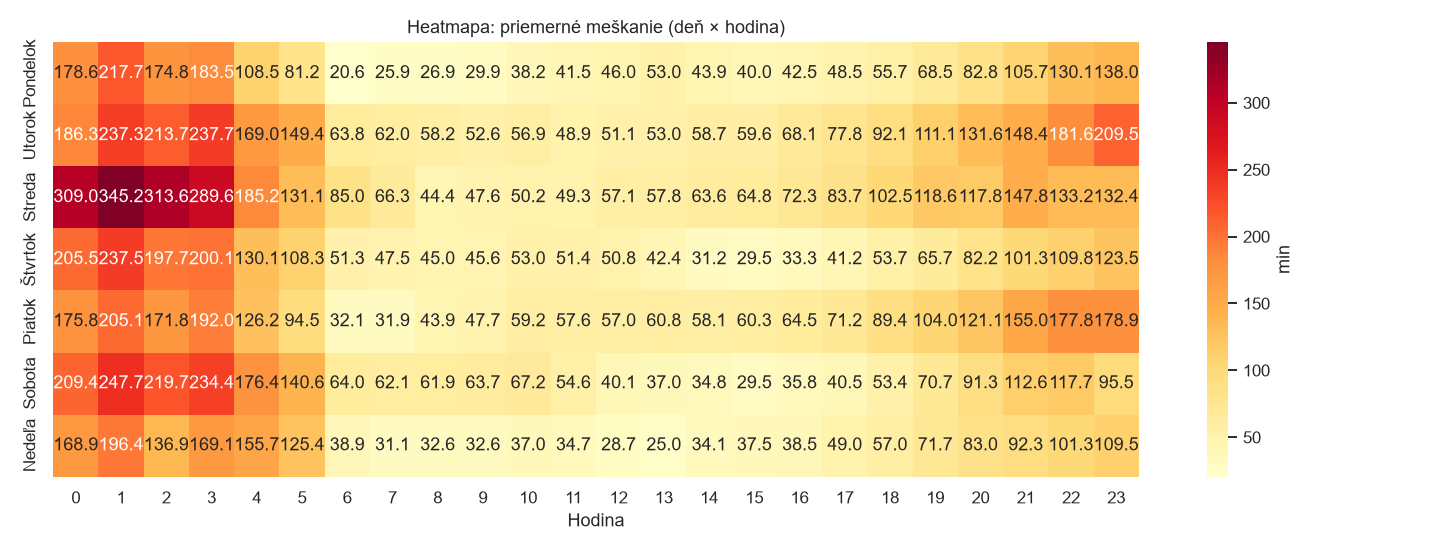 Heatmapa: priemerné meškanie (deň × hodina)
Pondelok 178.6 217.7 174.8 183.5 108.5 81.2 20.6 25.9 26.9 29.9 38.2 41.5 46.0 53.0 43.9 40.0 42.5 48.5 55.7 68.5 82.8 105.7 130.1 138.0
Utorok 186.3 237.3 213.7 237.7 169.0 149.4 63.8 62.0 58.2 52.6 56.9 48.9 51.1 53.0 58.7 59.6 68.1 77.8 92.1 111.1 131.6 148.4 181.6 209.5
Streda 309.0 345.2 313.6 289.6 185.2 131.1 85.0 66.3 44.4 47.6 50.2 49.3 57.1 57.8 63.6 64.8 72.3 83.7 102.5 118.6 117.8 147.8 133.2 132.4
Štvrtok 205.5 237.5 197.7 200.1 130.1 108.3 51.3 47.5 45.0 45.6 53.0 51.4 50.8 42.4 31.2 29.5 33.3 41.2 53.7 65.7 82.2 101.3 109.8 123.5
Piatok 175.8 205.1 171.8 192.0 126.2 94.5 32.1 31.9 43.9 47.7 59.2 57.6 57.0 60.8 58.1 60.3 64.5 71.2 89.4 104.0 121.1 155.0 177.8 178.9
Sobota 209.4 247.7 219.7 234.4 176.4 140.6 64.0 62.1 61.9 63.7 67.2 54.6 40.1 37.0 34.8 29.5 35.8 40.5 53.4 70.7 91.3 112.6 117.7 95.5
Nedeľa 168.9 196.4 136.9 169.1 155.7 125.4 38.9 31.1 32.6 32.6 37.0 34.7 28.7 25.0 34.1 37.5 38.5 49.0 57.0 71.7 83.0 92.3 101.3 109.5
0 1 2 3 4 5 6 7 8 9 10 11 12 13 14 15 16 17 18 19 20 21 22 23
Hodina
300
250
200
150
100
50
min